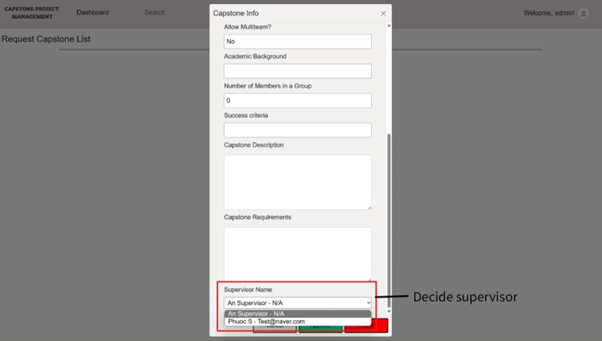 CAPSTONE PROJECT
MANAGEMENT
Dashboard
Search
Capstone Info
Welcome, admin!
Request Capstone List
Allow Multiteam?
No
Academic Background
Number of Members in a Group
0
Success criteria
Capstone Description
Capstone Requirements
Supervisor Name
An Supervisor - N/A
An Supervisor - N/A
Phuoc S - Test@naver.com
Decide supervisor